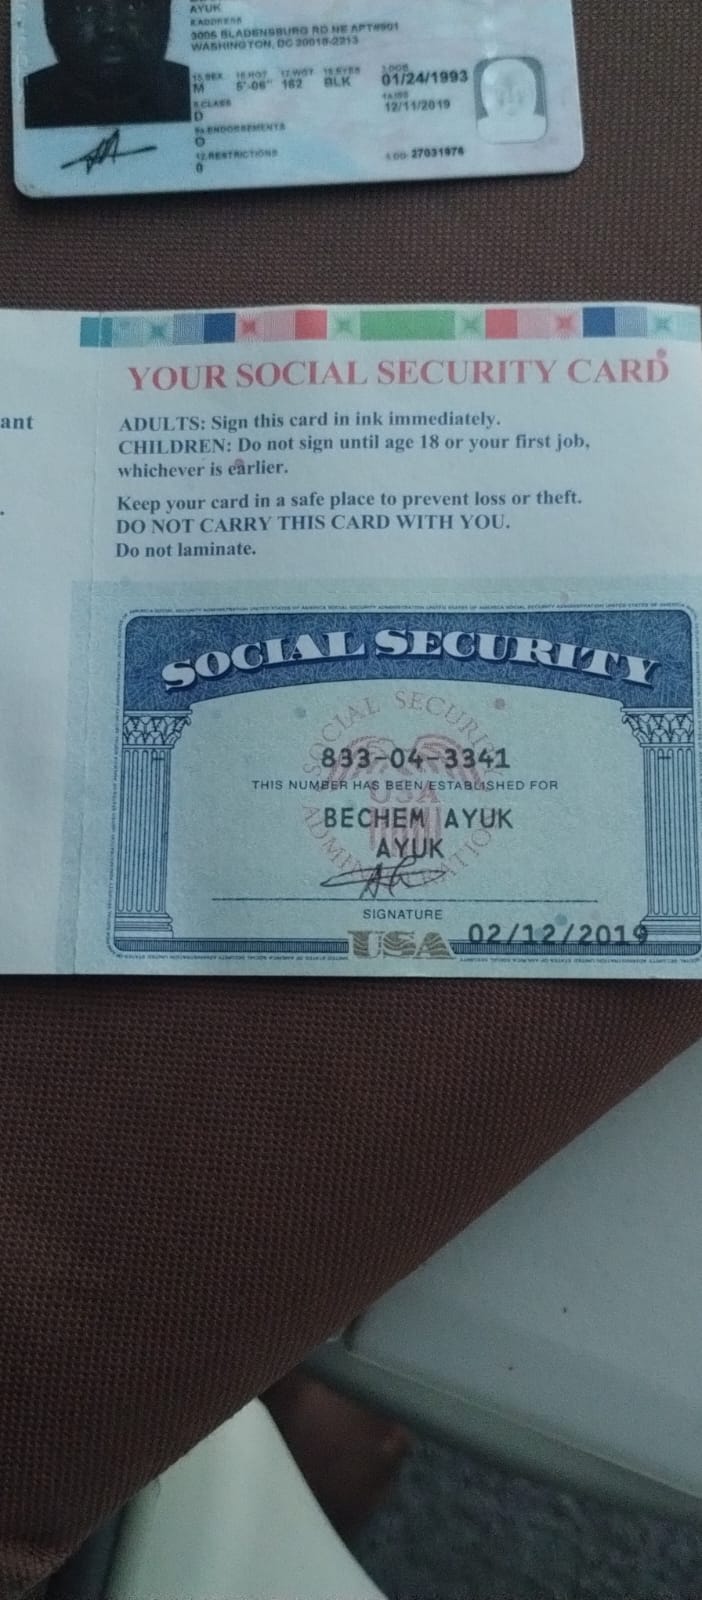 AYUK
8.ADDRESS
3005 BLADENSBURG RD NE APT#901
WASHINGTON, DC 20018-2213
15.SEX 16.HGT 17.WGT 18.EYES 3.DOB
M 5'-06" 162 BLK 01/24/1993
9.CLASS
D
12/11/2019
9a.ENDORSEMENTS
O
12.RESTRICTIONS
0
5.DD 27031976
ant
.
YOUR SOCIAL SECURITY CARD
ADULTS: Sign this card in ink immediately.
CHILDREN: Do not sign until age 18 or your first job,
whichever is earlier.
Keep your card in a safe place to prevent loss or theft.
DO NOT CARRY THIS CARD WITH YOU.
Do not laminate.
SOCIAL SECURITY
SOCIAL SECURITY ADMINISTRATION
USA
833-04-3341
THIS NUMBER HAS BEEN ESTABLISHED FOR
BECHEM AYUK
AYUK
SIGNATURE
USA 02/12/2019